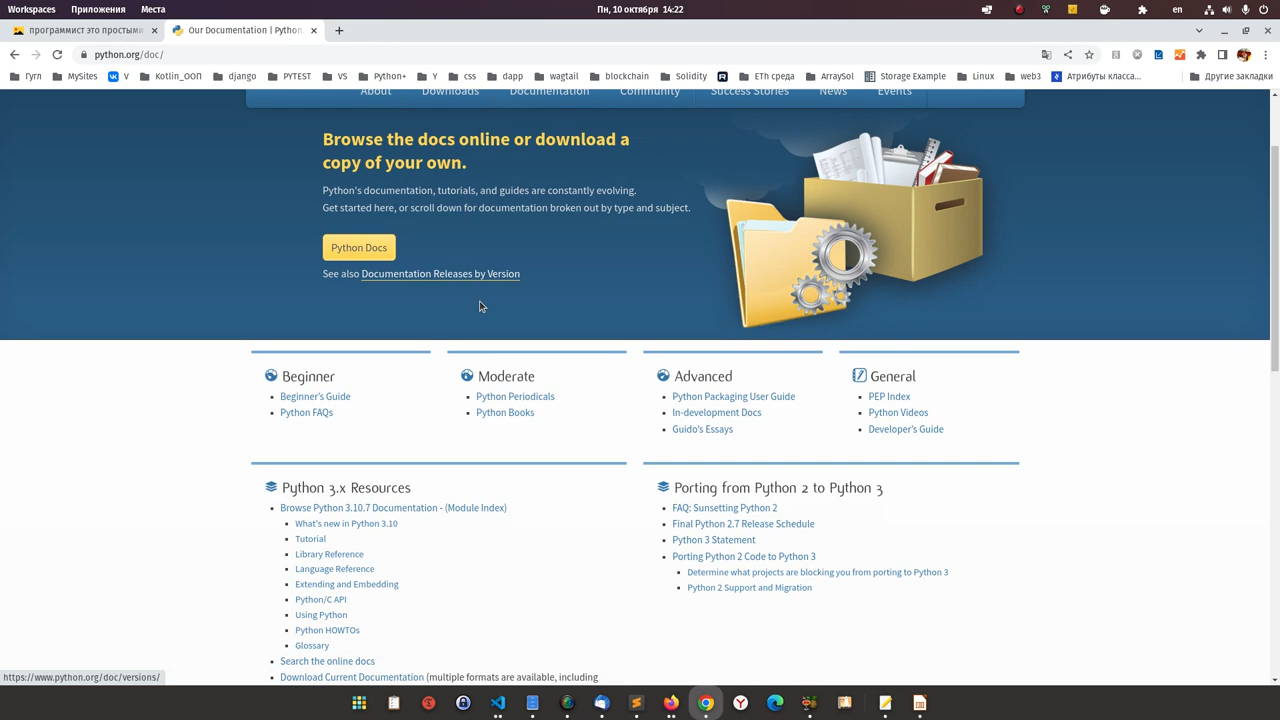 Workspaces Приложения Места
Пн, 10 октября 14:22
en
программист это простыми
Our Documentation | Python.
python.org/doc/
Гугл MySites V Kotlin_ООП django PYTEST VS Python+ Y css dapp wagtail blockchain Solidity ETh среда ArraySol Storage Example Linux web3 Атрибуты класса... Другие закладки
About Downloads Documentation Community Success Stories News Events
Browse the docs online or download a
copy of your own.
Python's documentation, tutorials, and guides are constantly evolving.
Get started here, or scroll down for documentation broken out by type and subject.
Python Docs
See also Documentation Releases by Version
Beginner
Beginner's Guide
Python FAQs
Moderate
Python Periodicals
Python Books
Advanced
Python Packaging User Guide
In-development Docs
Guido's Essays
General
PEP Index
Python Videos
Developer's Guide
Python 3.x Resources
Browse Python 3.10.7 Documentation - (Module Index)
What's new in Python 3.10
Tutorial
Library Reference
Language Reference
Extending and Embedding
Python/C API
Using Python
Python HOWTOs
Glossary
Search the online docs
Download Current Documentation (multiple formats are available, including
Porting from Python 2 to Python 3
FAQ: Sunsetting Python 2
Final Python 2.7 Release Schedule
Python 3 Statement
Porting Python 2 Code to Python 3
Determine what projects are blocking you from porting to Python 3
Python 2 Support and Migration
https://www.python.org/doc/versions/